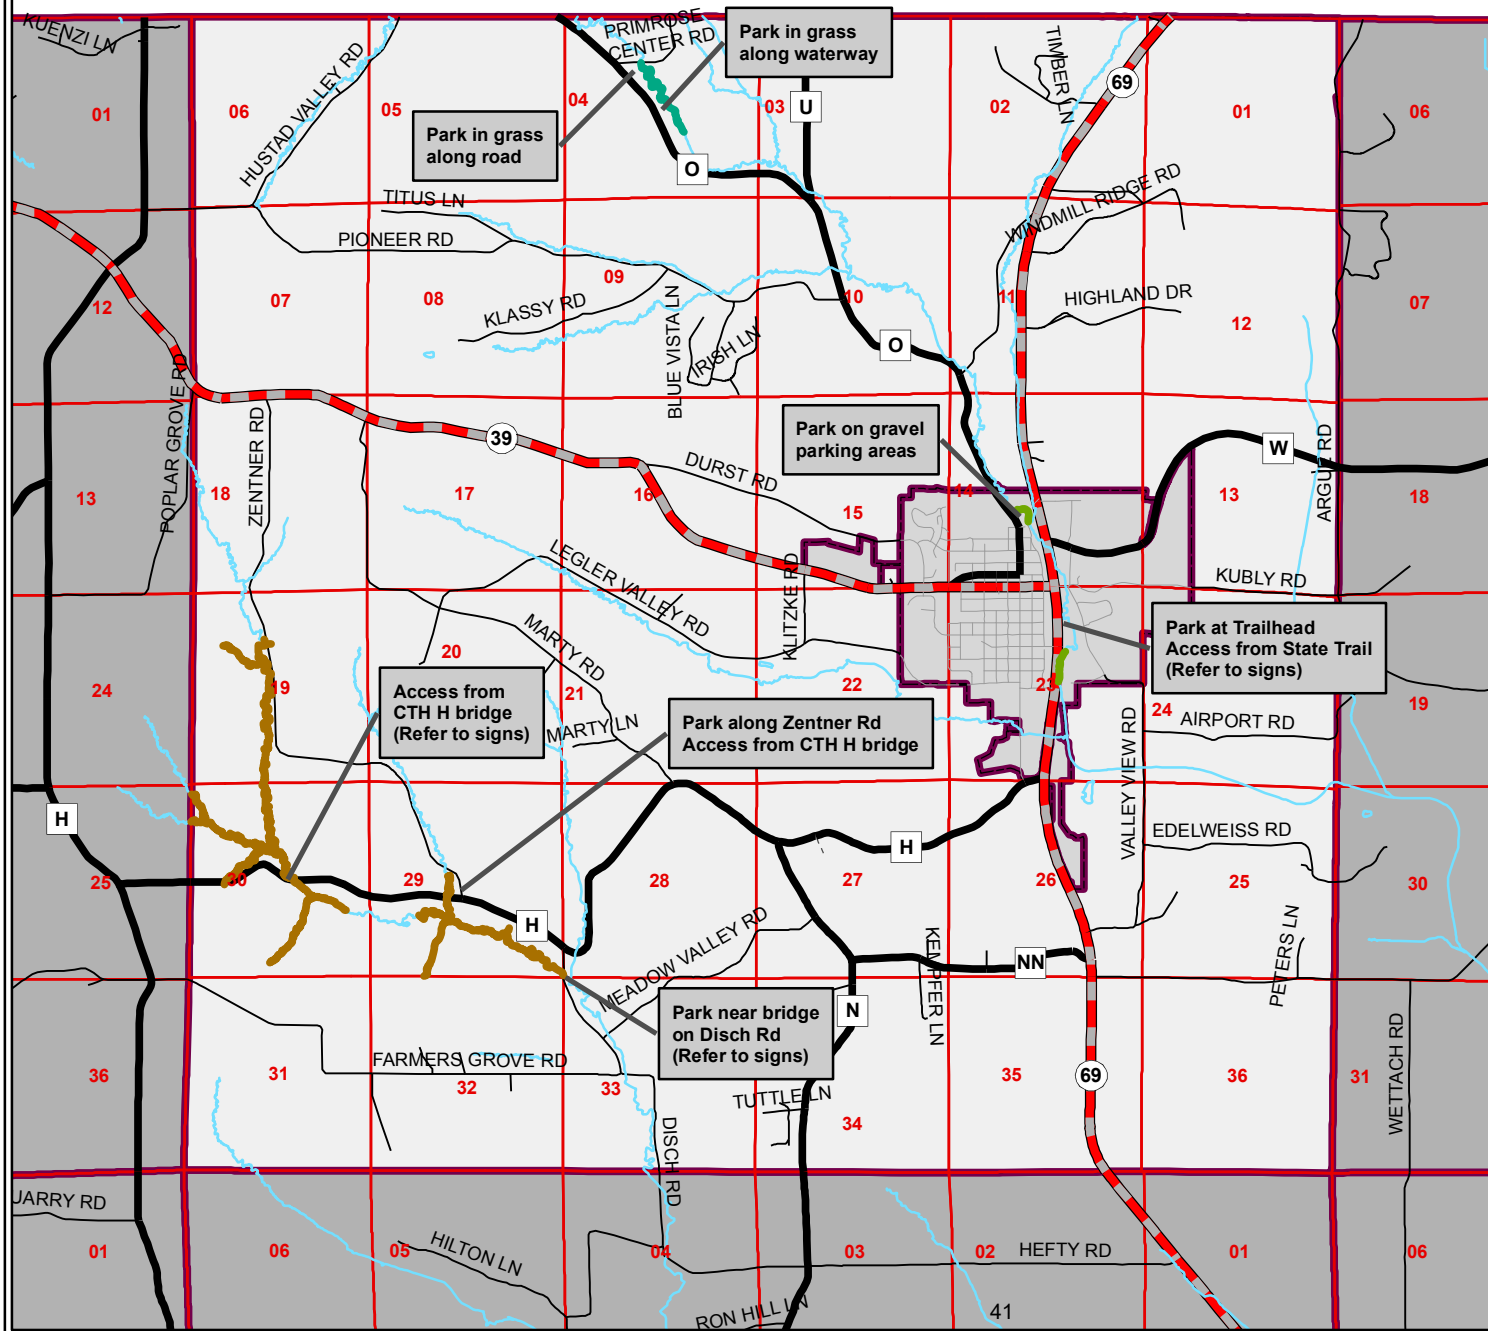 KUENZI LN
HUSTAD VALLEY RD
PRIMROSE
CENTER RD
Park in grass
along waterway
TIMBER LN
69
01
06
05
04
03
U
02
01
06
Park in grass
along road
O
TITUS LN
PIONEER RD
WINDMILL RIDGE RD
12
07
08
09
KLASSY RD
BLUE VISTA LN
IRISH LN
10
11
HIGHLAND DR
12
07
O
POPLAR GROVE RD
ZENTNER RD
39
Park on gravel
parking areas
W
ARGUE RD
DURST RD
13
18
17
16
15
14
13
18
LEGLER VALLEY RD
KLITZKE RD
KUBLY RD
MARTY RD
Park at Trailhead
Access from State Trail
(Refer to signs)
24
19
20
21
22
23
24
19
Access from
CTH H bridge
(Refer to signs)
MARTY LN
Park along Zentner Rd
Access from CTH H bridge
VALLEY VIEW RD
AIRPORT RD
H
H
EDELWEISS RD
25
30
29
28
27
26
25
30
H
MEADOW VALLEY RD
KEMPFER LN
NN
PETERS LN
Park near bridge
on Disch Rd
(Refer to signs)
N
WETTACH RD
FARMERS GROVE RD
36
31
32
33
34
35
69
36
31
TUTTLE LN
DISCH RD
JARRY RD
HILTON LN
HEFTY RD
01
06
05
04
03
02
01
06
RON HILL LN
41